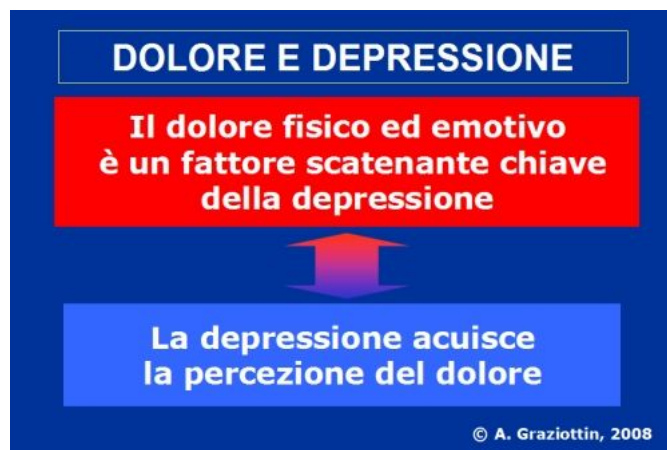 DOLORE E DEPRESSIONE
Il dolore fisico ed emotivo
è un fattore scatenante chiave
della depressione
La depressione acuisce
la percezione del dolore
© A. Graziottin, 2008